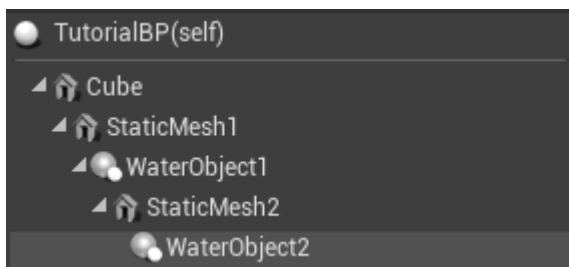 TutorialBP(self)
Cube
StaticMesh1
WaterObject1
StaticMesh2
WaterObject2